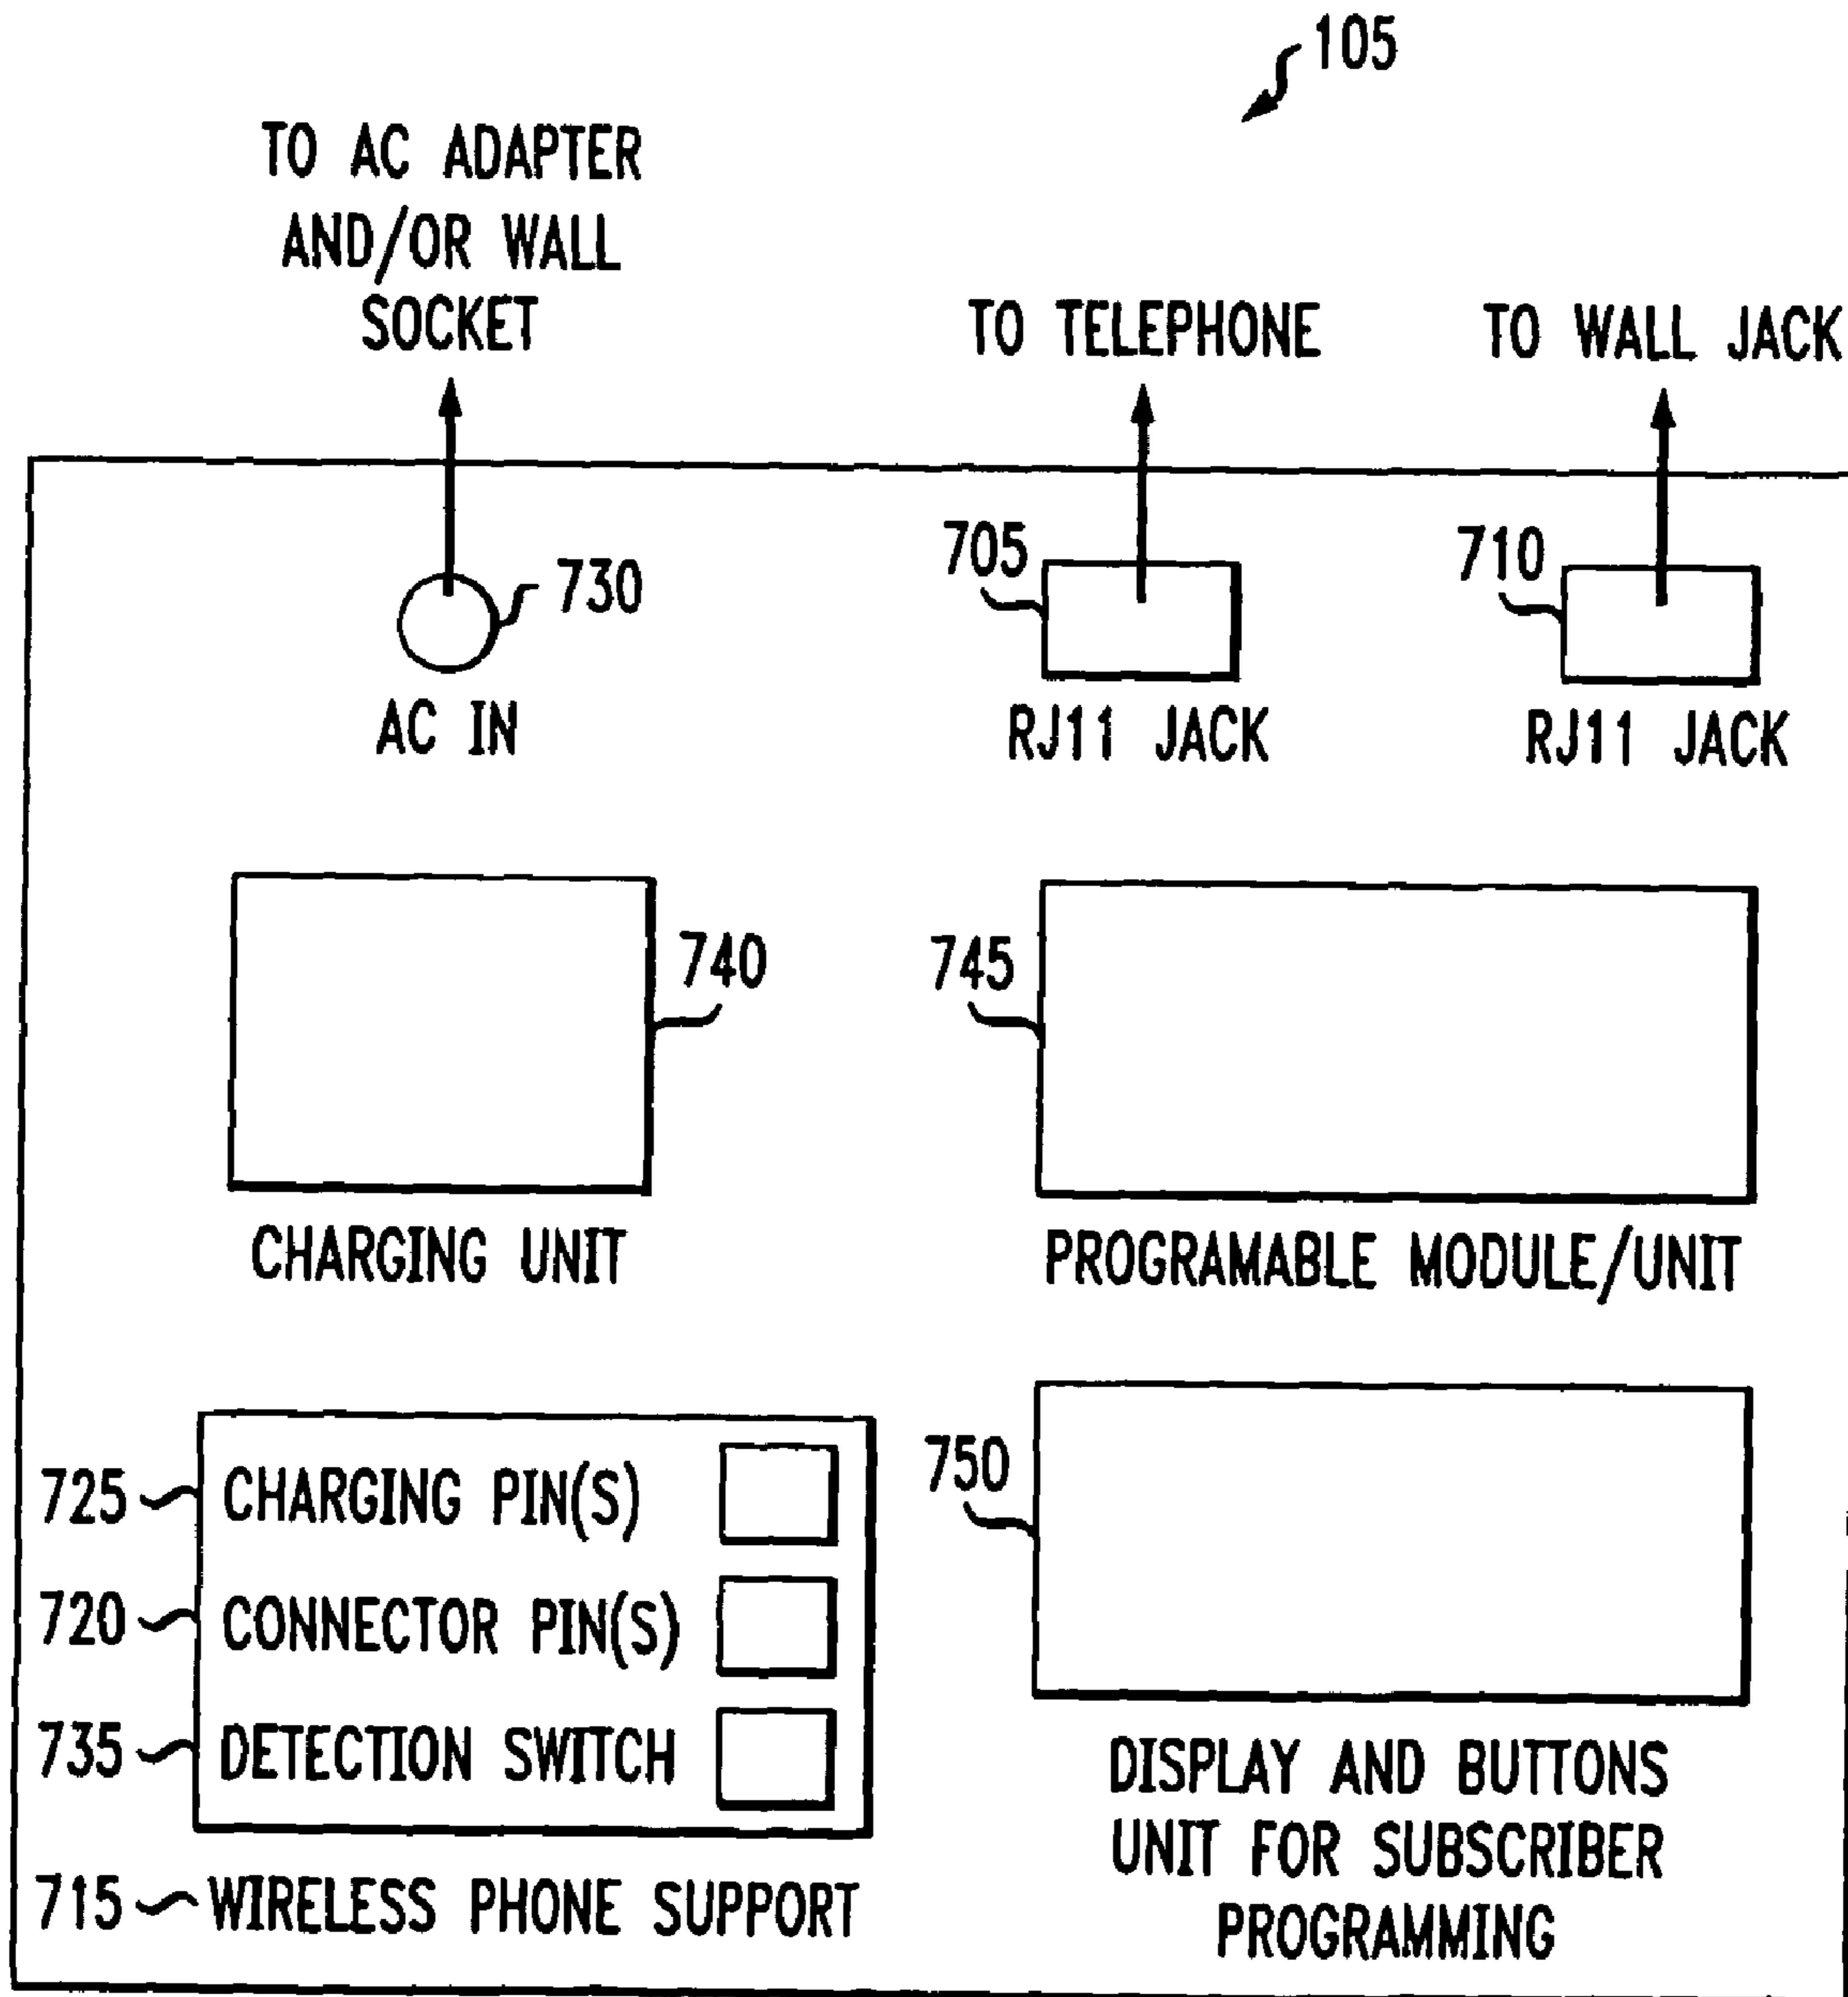 105
TO AC ADAPTER
AND/OR WALL
SOCKET
TO TELEPHONE
TO WALL JACK
730
705
710
AC IN
RJ11 JACK
RJ11 JACK
740
745
CHARGING UNIT
PROGRAMABLE MODULE/UNIT
725 CHARGING PIN(S)
720 CONNECTOR PIN(S)
735 DETECTION SWITCH
715 WIRELESS PHONE SUPPORT
750
DISPLAY AND BUTTONS
UNIT FOR SUBSCRIBER
PROGRAMMING